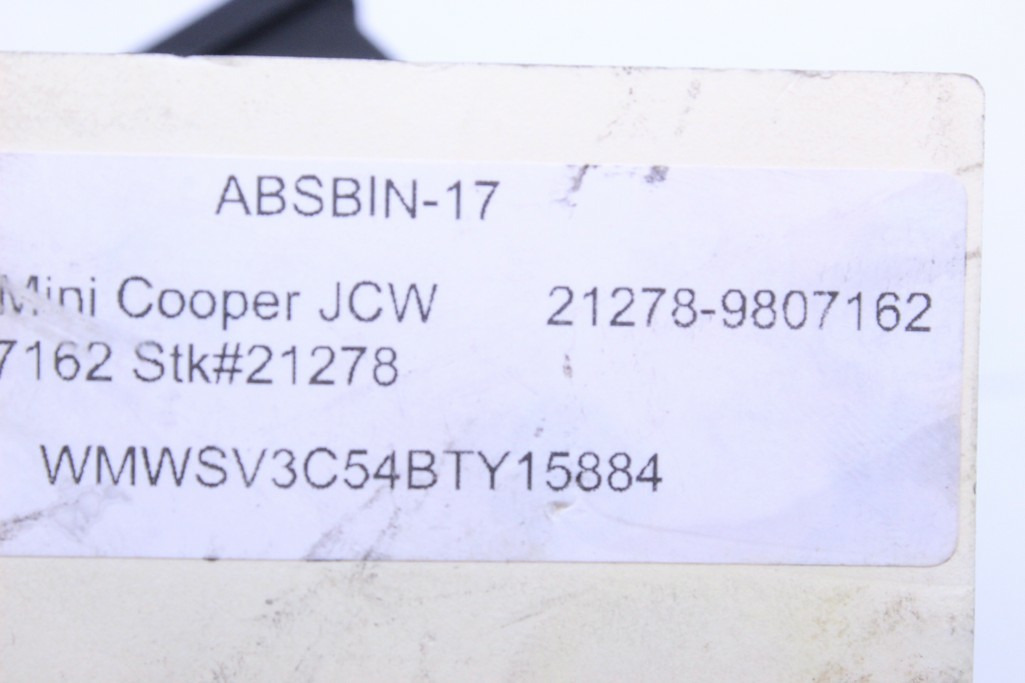 ABSBIN-17
Mini Cooper JCW 21278-9807162
7162 Stk#21278
WMWSV3C54BTY15884